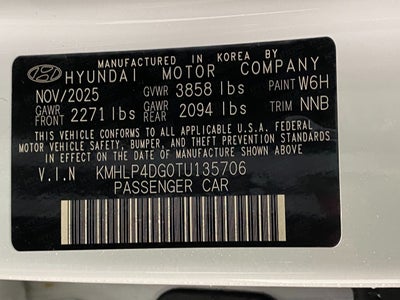 MANUFACTURED IN KOREA BY
HYUNDAI MOTOR COMPANY
NOV/2025 GVWR 3858 lbs PAINT W6H
GAWR FRONT 2271 lbs GAWR REAR 2094 lbs TRIM NNB
THIS VEHICLE CONFORMS TO ALL APPLICABLE U.S.A. FEDERAL
MOTOR VEHICLE SAFETY, BUMPER, AND THEFT PREVENTION STANDARDS
IN EFFECT ON THE DATE OF MANUFACTURE SHOWN ABOVE.
V.I.N KMHLP4DG0TU135706
PASSENGER CAR